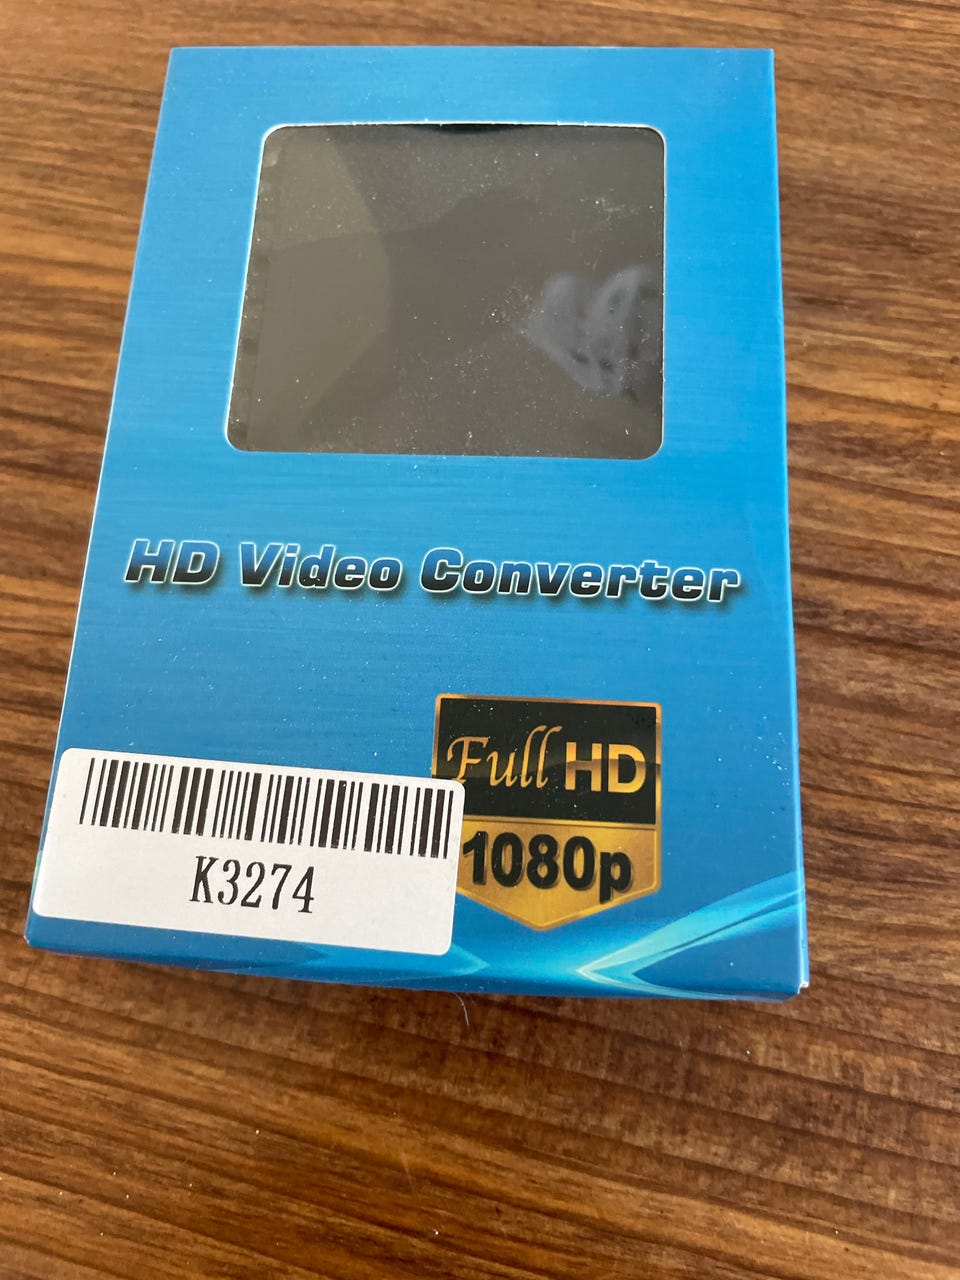 HD Video Converter
Full HD
1080p
K3274